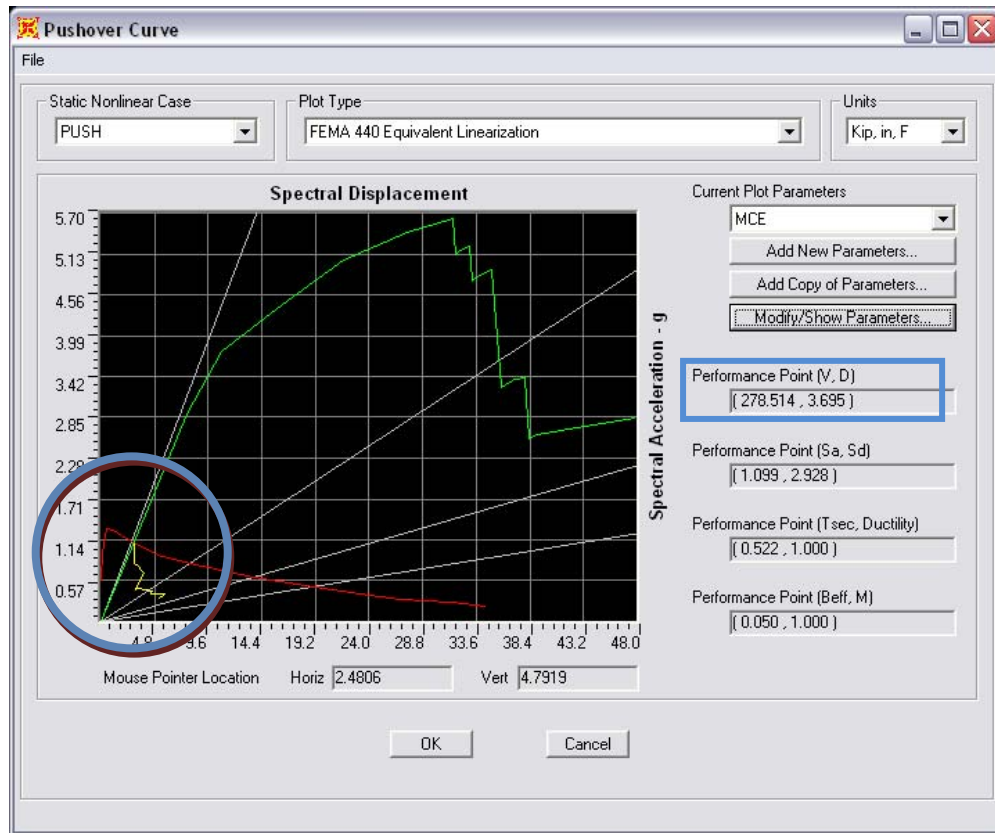 Pushover Curve
File
Static Nonlinear Case
PUSH
Plot Type
FEMA 440 Equivalent Linearization
Units
Kip, in, F
Spectral Displacement
5.70
5.13
4.56
3.99
3.42
2.85
2.28
1.71
1.14
0.57
4.8 9.6 14.4 19.2 24.0 28.8 33.6 38.4 43.2 48.0
Spectral Acceleration - g
Mouse Pointer Location Horiz 2.4806 Vert 4.7919
Current Plot Parameters
MCE
Add New Parameters...
Add Copy of Parameters...
Modify/Show Parameters...
Performance Point (V, D)
( 278.514 , 3.695 )
Performance Point (Sa, Sd)
( 1.099 , 2.928 )
Performance Point (Tsec, Ductility)
( 0.522 , 1.000 )
Performance Point (Beff, M)
( 0.050 , 1.000 )
OK Cancel